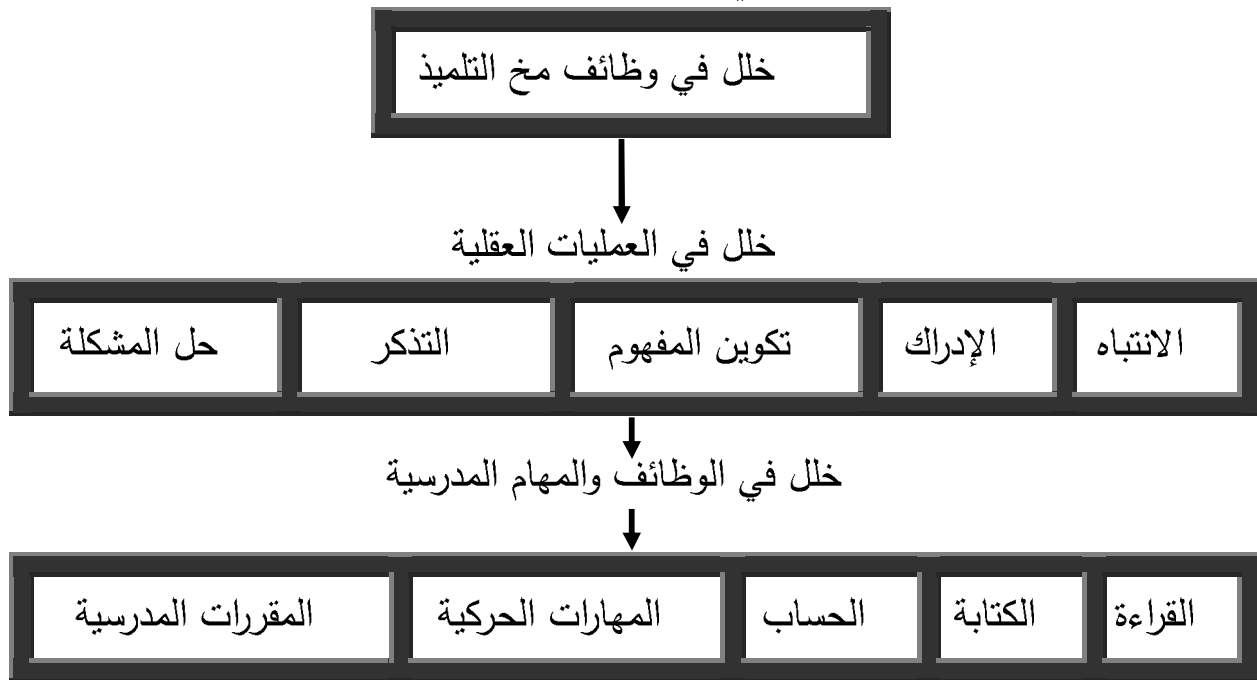 خلل في وظائف مخ التلميذ
خلل في العمليات العقلية
الانتباه الإدراك تكوين المفهوم التذكر حل المشكلة
خلل في الوظائف والمهام المدرسية
القراءة الكتابة الحساب المهارات الحركية المقررات المدرسية